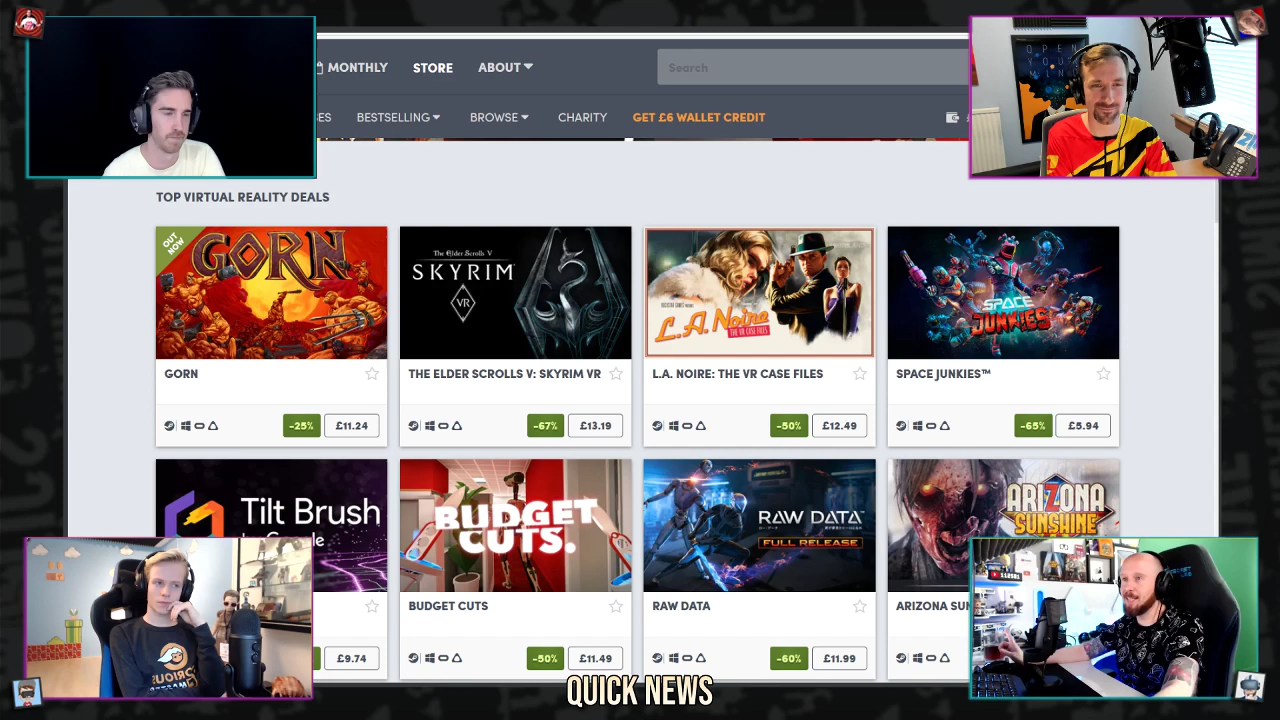 MONTHLY STORE ABOUT Search
BESTSELLING BROWSE CHARITY GET £6 WALLET CREDIT
TOP VIRTUAL REALITY DEALS
OUT NOW
GORN
The Elder Scrolls V
SKYRIM
VR
L.A. Noire
THE VR CASE FILES
SPACE
JUNKIES
GORN
THE ELDER SCROLLS V: SKYRIM VR
L.A. NOIRE: THE VR CASE FILES
SPACE JUNKIES™
-25% £11.24
-67% £13.19
-50% £12.49
-65% £5.94
Tilt Brush
BUDGET
CUTS.
RAW DATA
FULL RELEASE
ARIZONA
SUNSHINE
BUDGET CUTS
RAW DATA
£9.74
-50% £11.49
-60% £11.99
QUICK NEWS